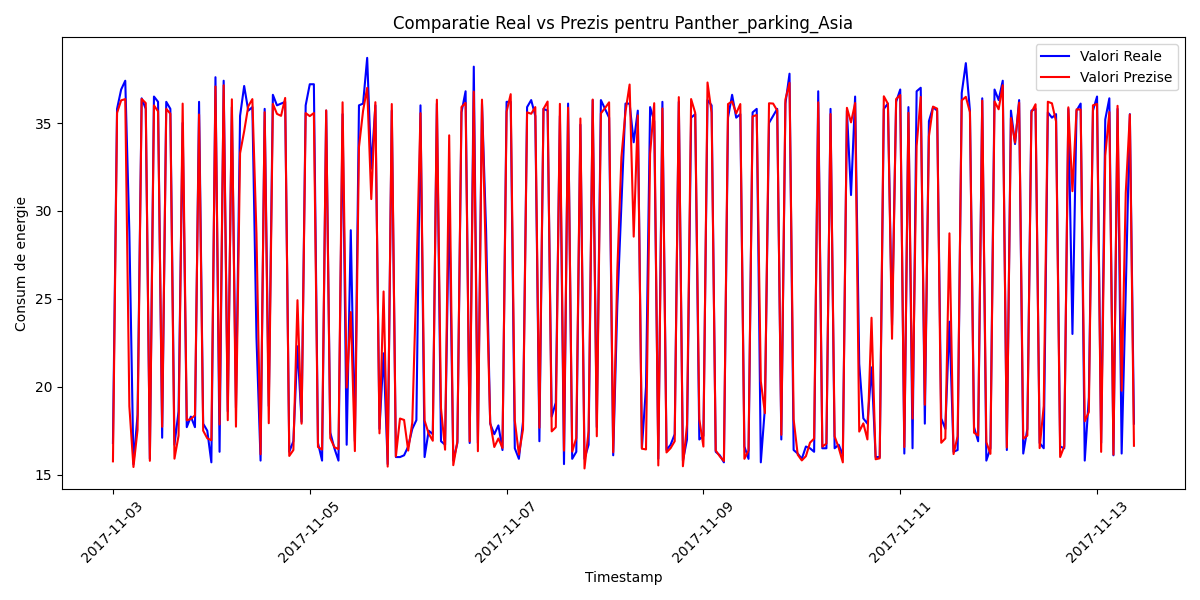 Comparatie Real vs Prezis pentru Panther_parking_Asia
Valori Reale
Valori Prezise
Consum de energie
35
30
25
20
15
2017-11-03
2017-11-05
2017-11-07
2017-11-09
2017-11-11
2017-11-13
Timestamp